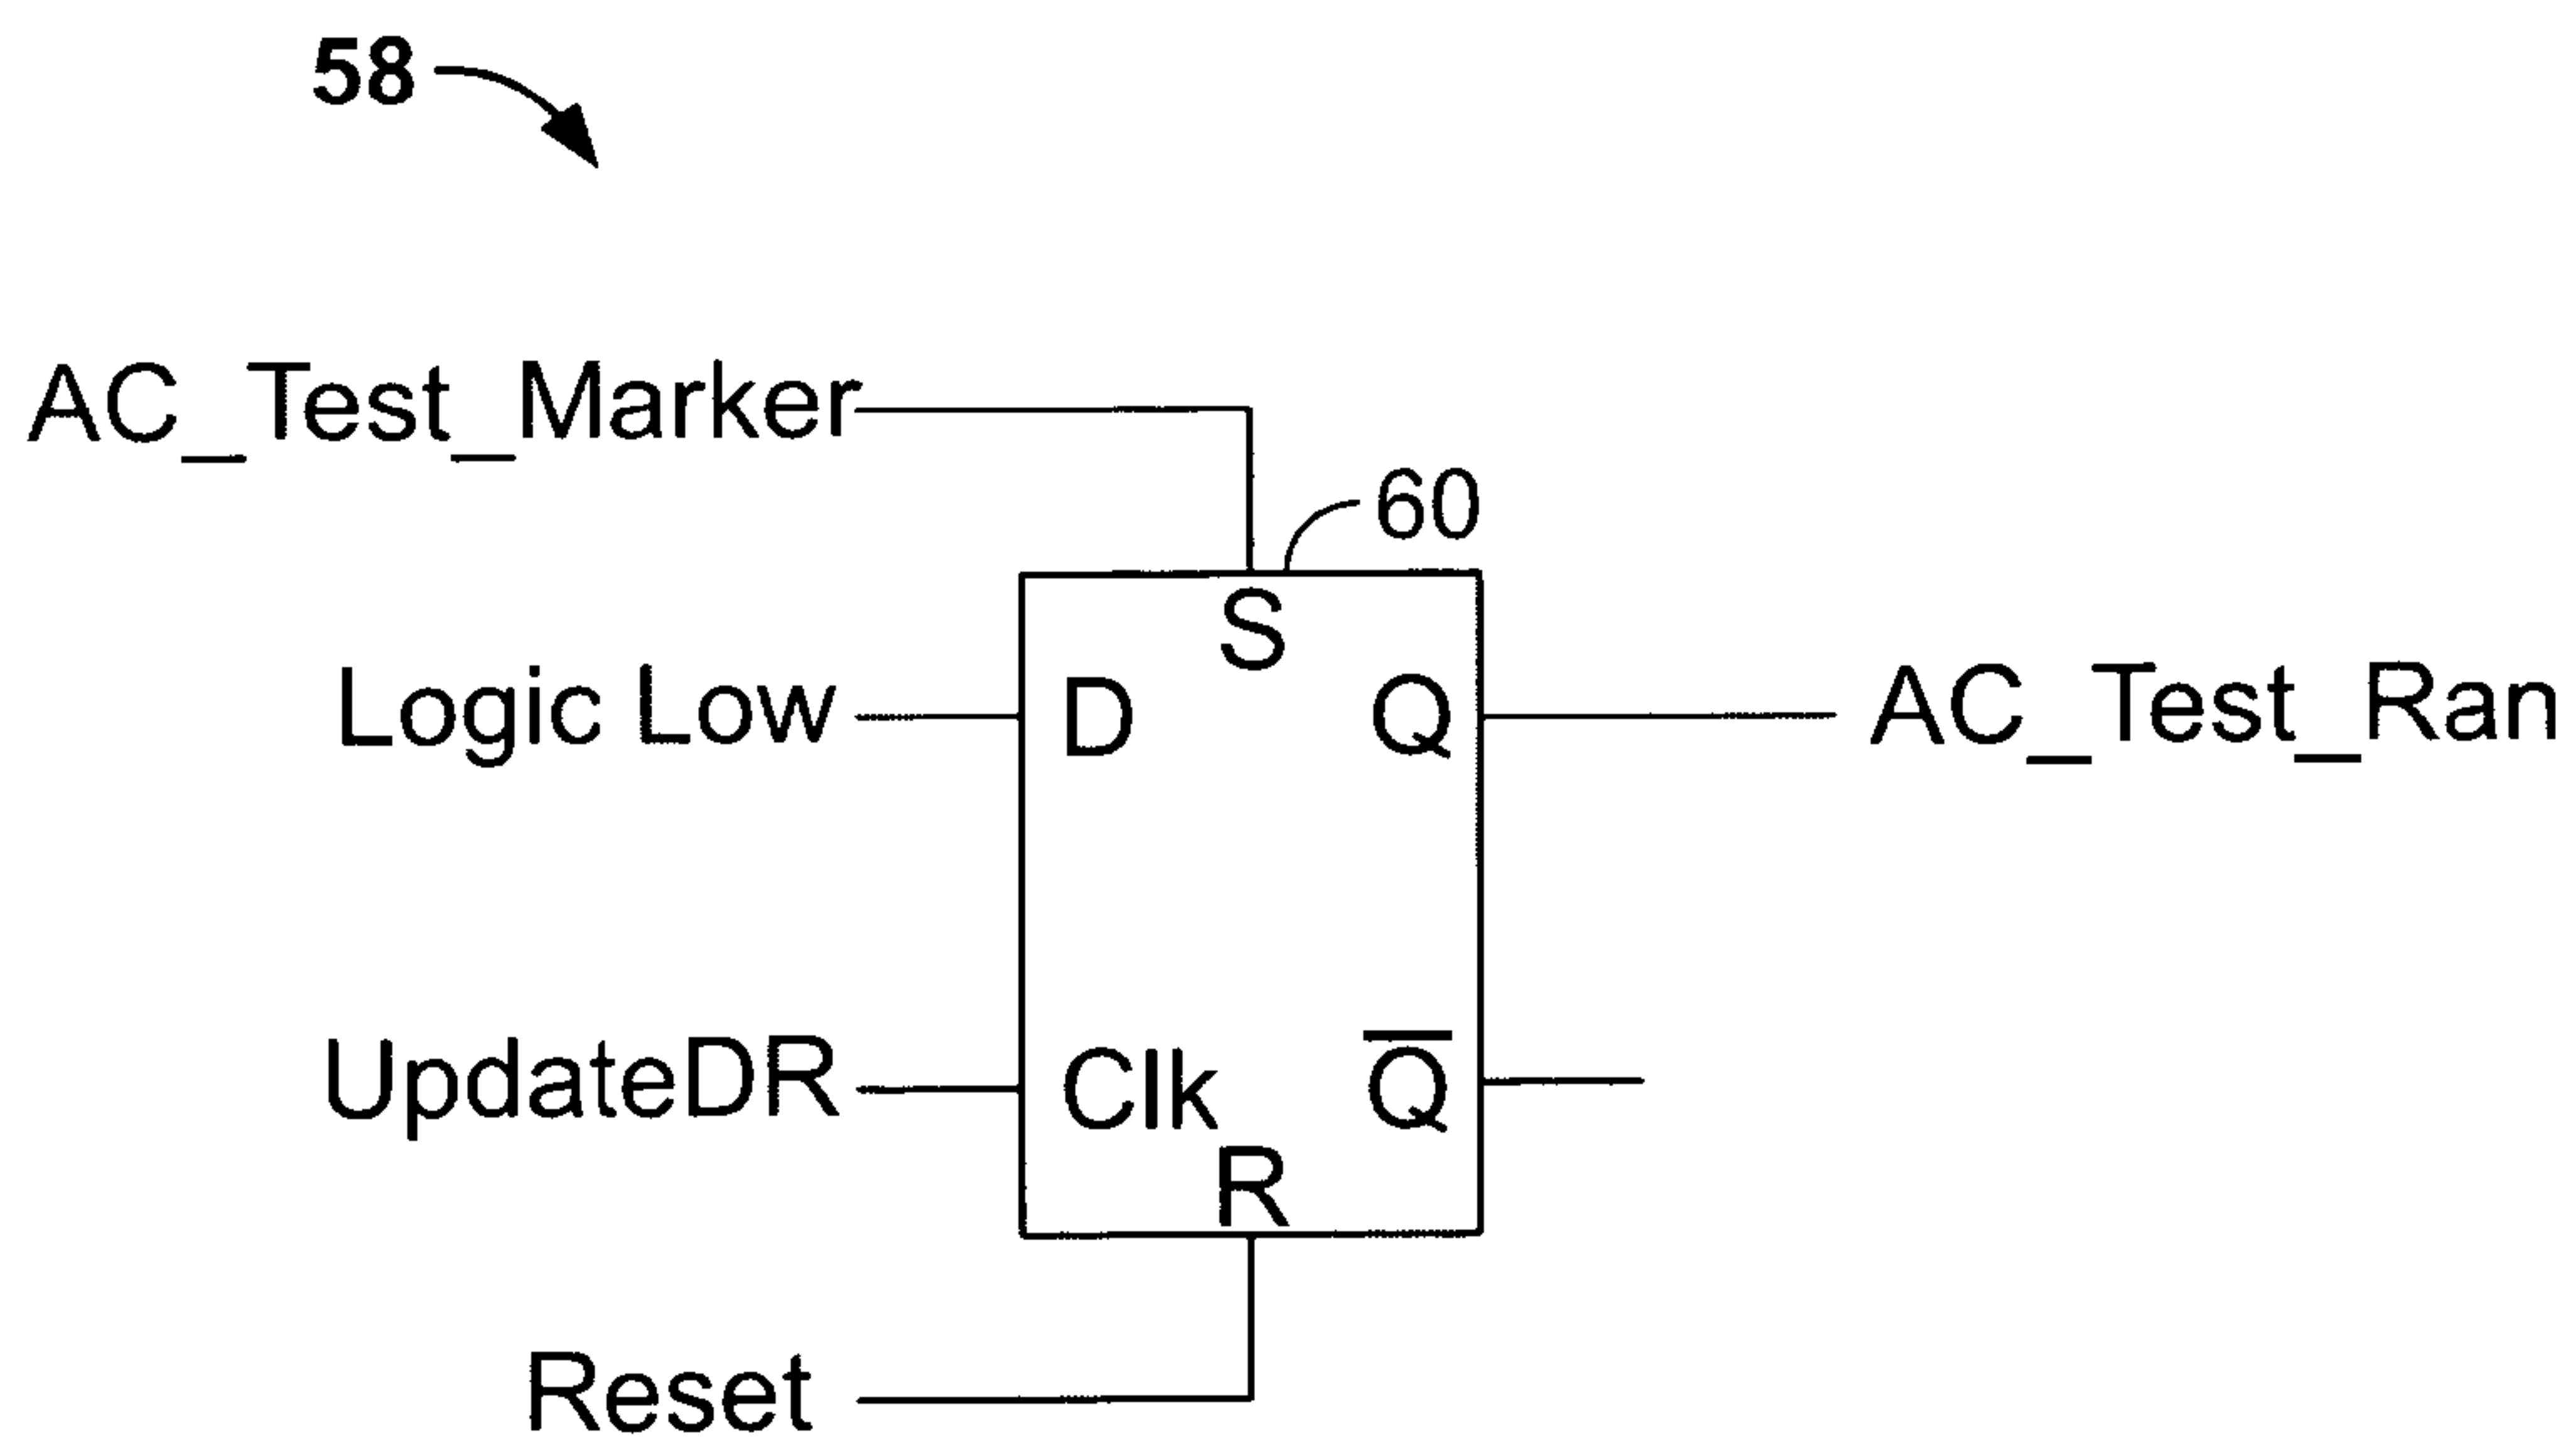 58
AC_Test_Marker
60
S
Logic Low D Q AC_Test_Ran
UpdateDR Clk Q̅
R
Reset